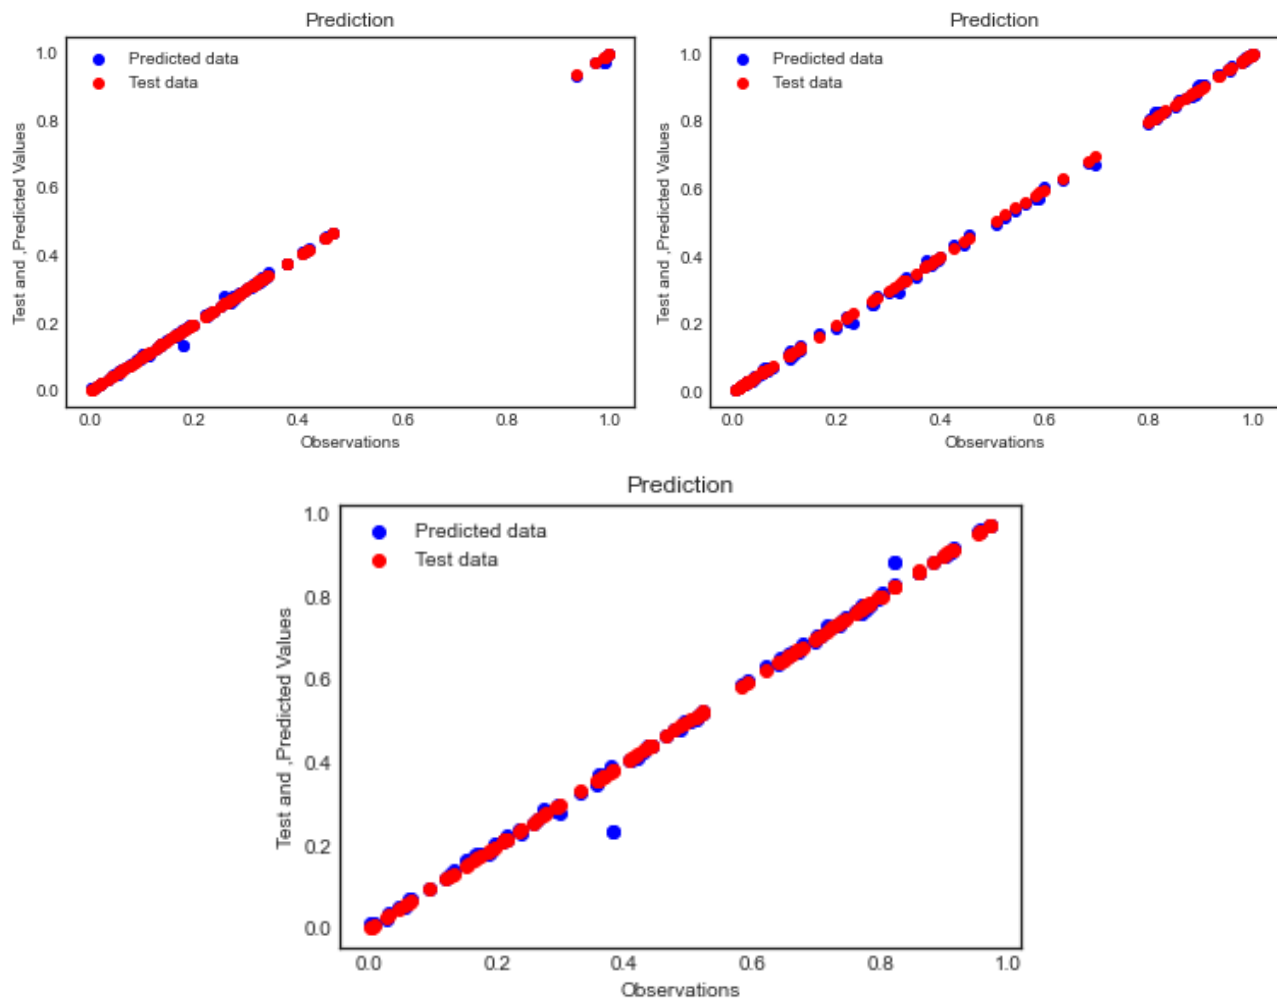 Prediction
Predicted data
Test data
1.0
0.8
0.6
0.4
0.2
0.0
Test and ,Predicted Values
0.0 0.2 0.4 0.6 0.8 1.0
Observations
Prediction
Predicted data
Test data
1.0
0.8
0.6
0.4
0.2
0.0
Test and ,Predicted Values
0.0 0.2 0.4 0.6 0.8 1.0
Observations
Prediction
Predicted data
Test data
1.0
0.8
0.6
0.4
0.2
0.0
Test and ,Predicted Values
0.0 0.2 0.4 0.6 0.8 1.0
Observations